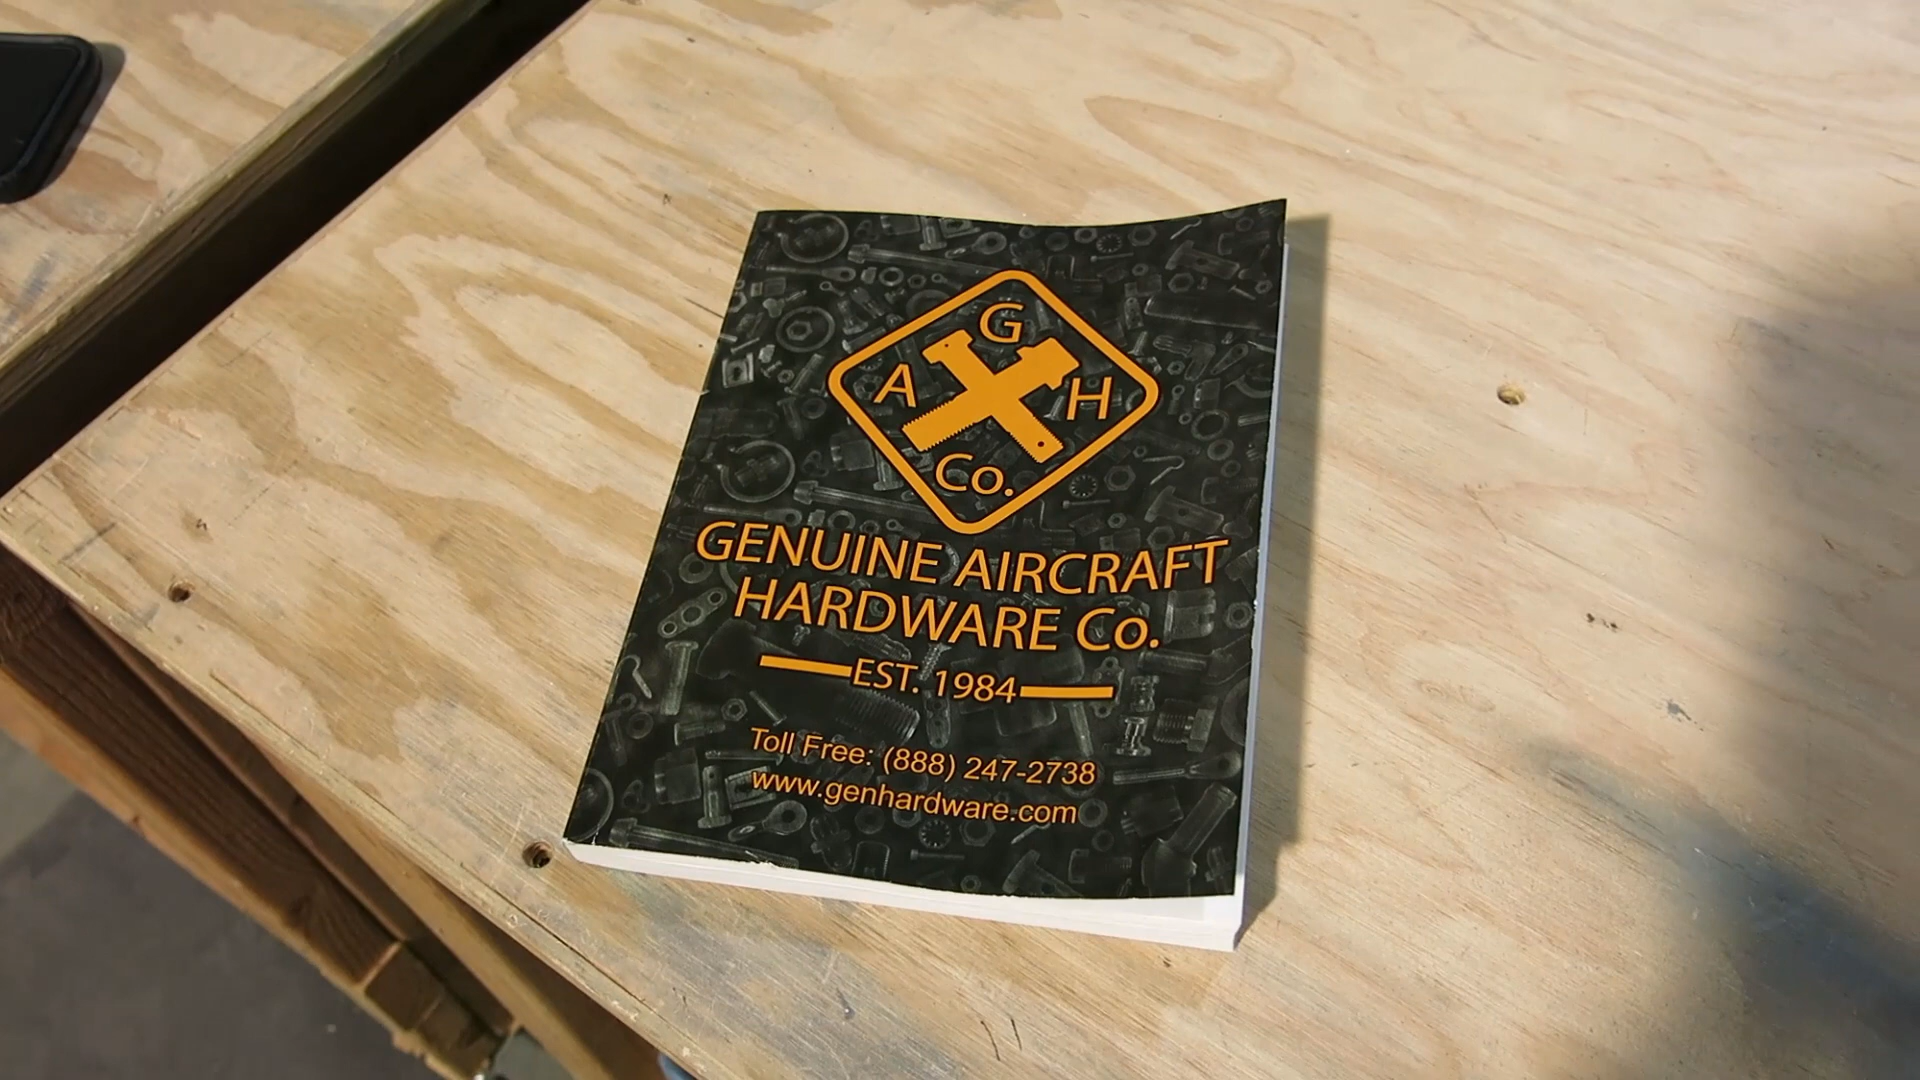 G
A H
Co.
GENUINE AIRCRAFT
HARDWARE Co.
EST. 1984
Toll Free: (888) 247-2738
www.genhardware.com